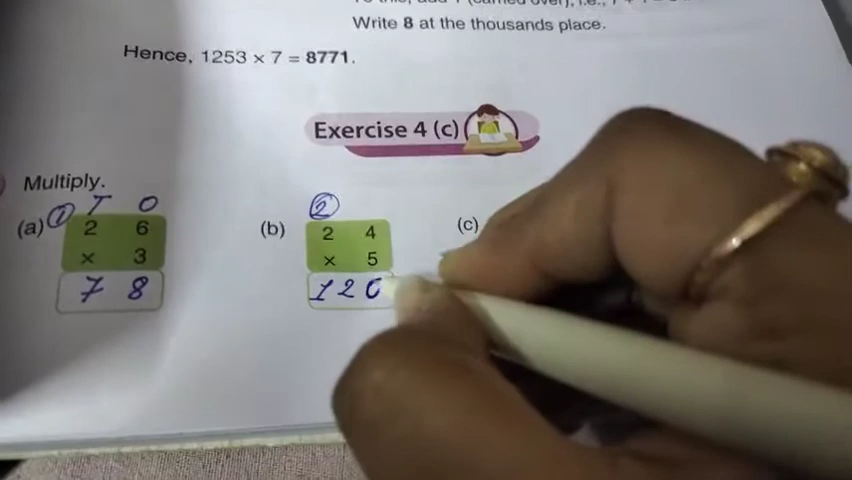 Write 8 at the thousands place.
Hence, 1253 × 7 = 8771.
Exercise 4 (c)
Multiply.
(a) ① T O
2 6
× 3
7 8
(b) ②
2 4
× 5
1 2 0
(c)